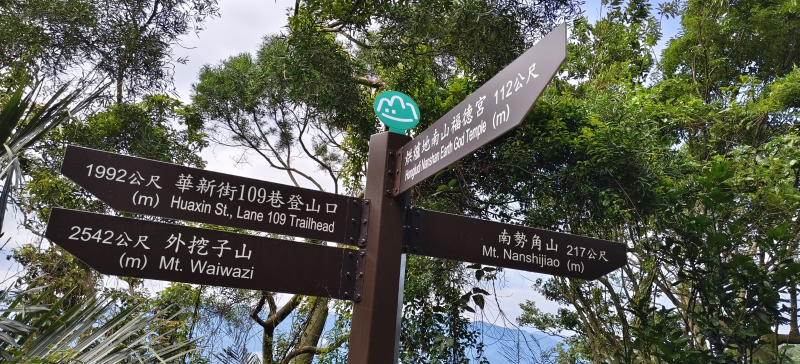 烘爐地南山福德宮 112公尺
Hongluo Nanshun Earth God Temple (m)
1992公尺 華新街109巷登山口
(m) Huaxin St., Lane 109 Trailhead
2542公尺 外挖子山
(m) Mt. Waiwazi
南勢角山 217公尺
Mt. Nanshijiao (m)